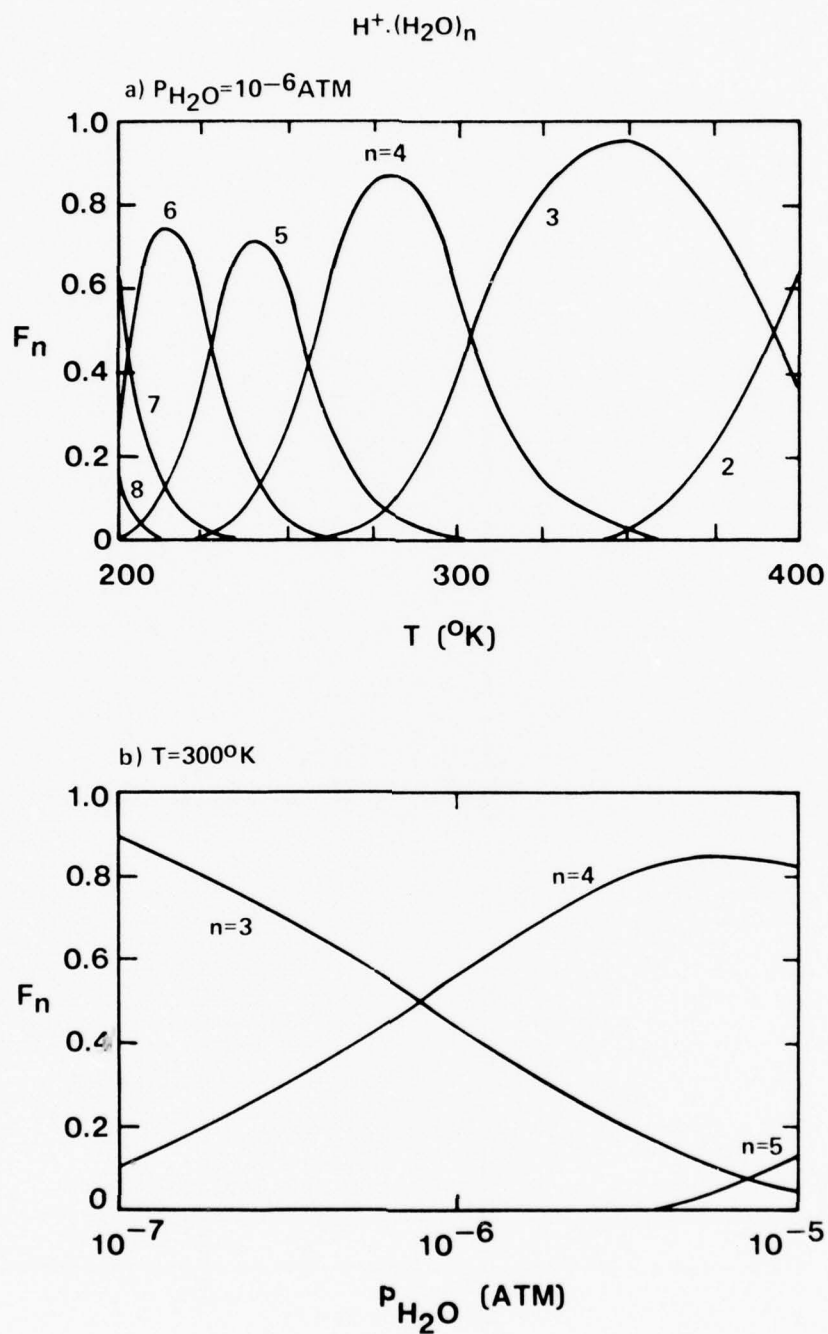 H⁺·(H₂O)ₙ
a) P_H₂O=10⁻⁶ATM
1.0
n=4
0.8
6
5
3
0.6
Fₙ
0.4
7
0.2
8
2
0
200
300
400
T (ºK)
b) T=300ºK
1.0
0.8
n=4
n=3
0.6
Fₙ
0.4
0.2
n=5
0
10⁻⁷
10⁻⁶
10⁻⁵
P_H₂O (ATM)